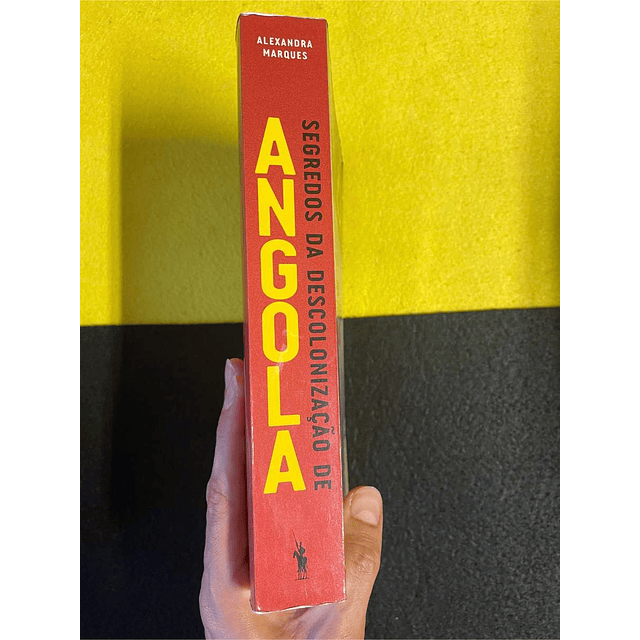 ALEXANDRA
MARQUES
SEGREDOS DA DESCOLONIZAÇÃO DE
ANGOLA